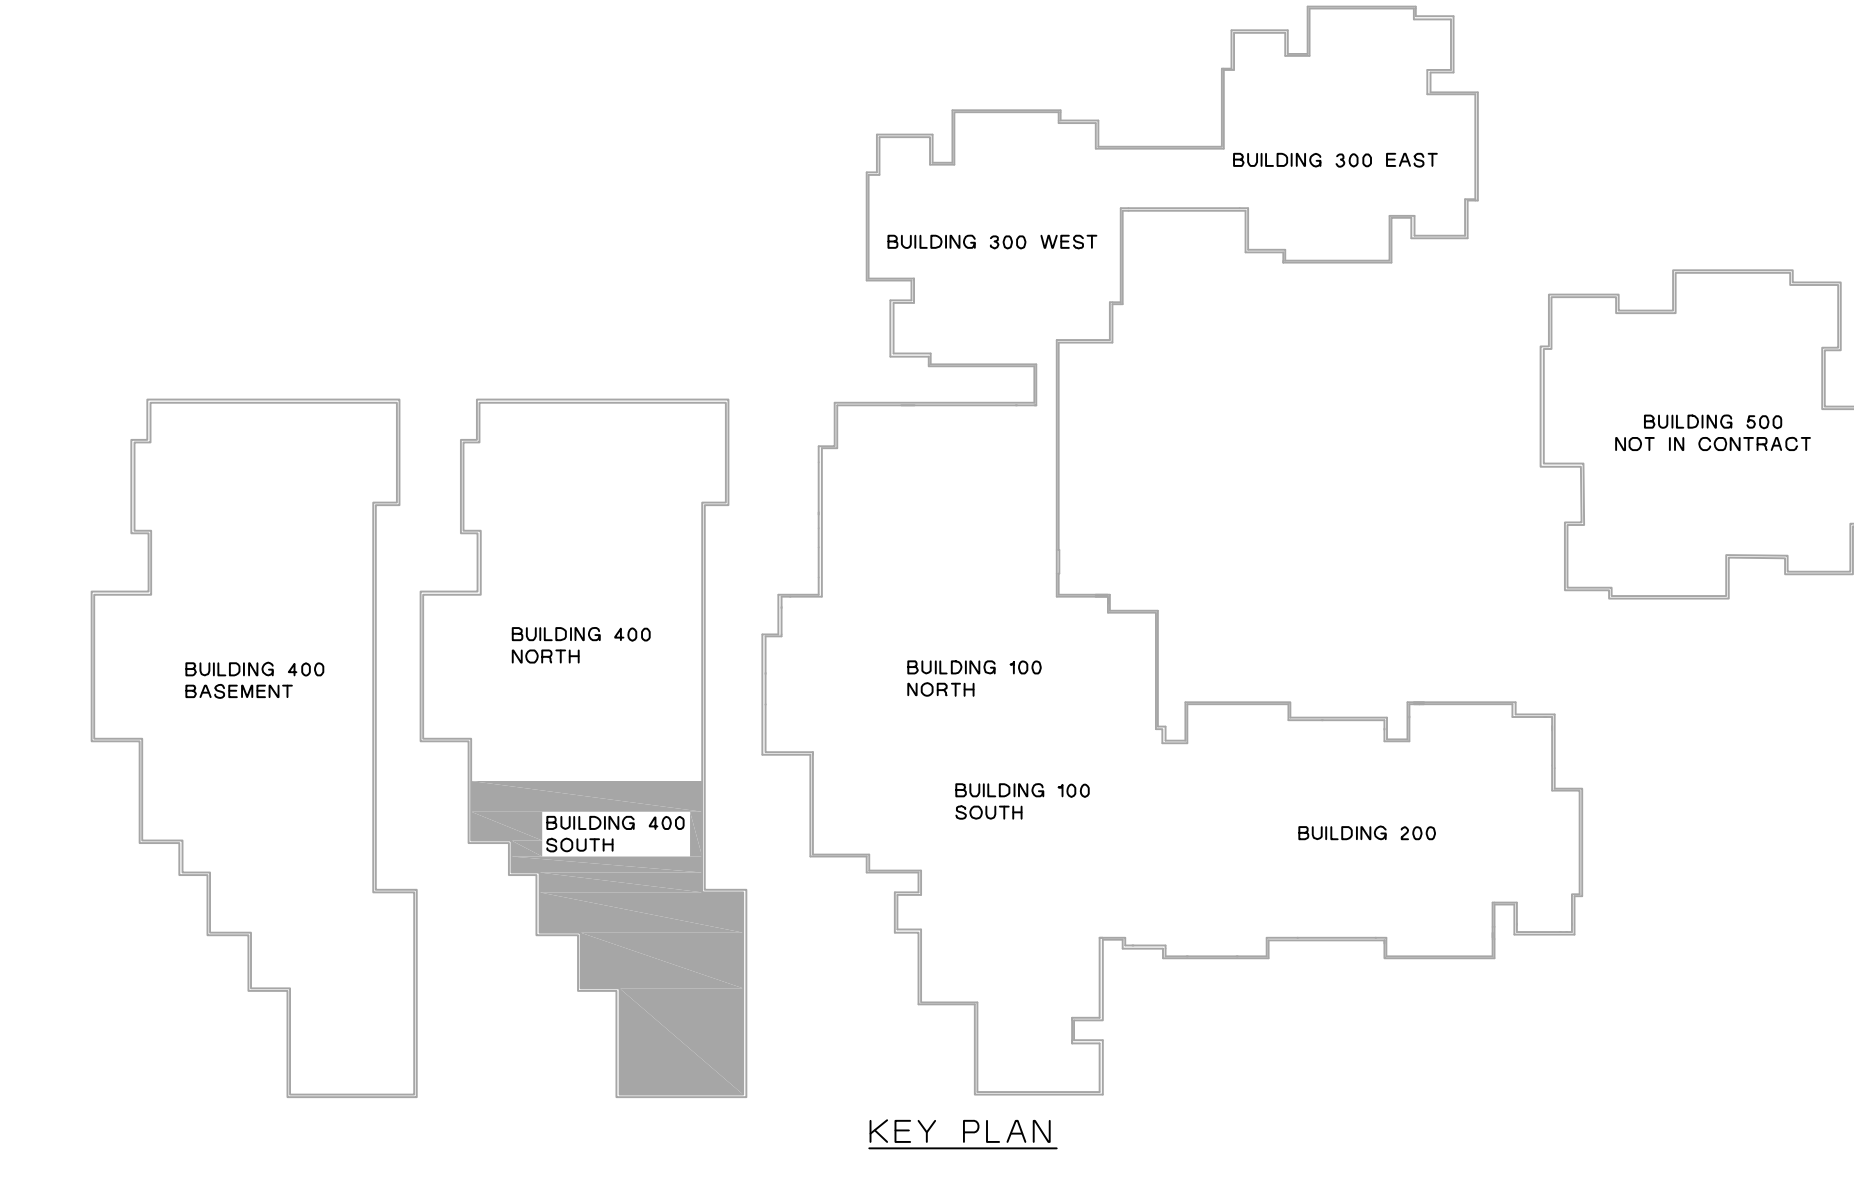 BUILDING 300 EAST
BUILDING 300 WEST
BUILDING 500
NOT IN CONTRACT
BUILDING 400
BASEMENT
BUILDING 400
NORTH
BUILDING 100
NORTH
BUILDING 400
SOUTH
BUILDING 100
SOUTH
BUILDING 200
KEY PLAN